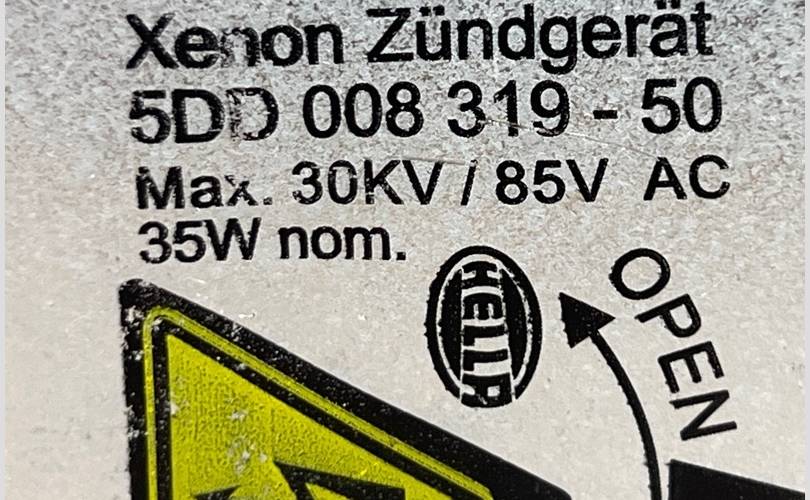 Xenon Zündgerät
5DD 008 319 - 50
Max. 30KV / 85V AC
35W nom.
HELLA
OPEN